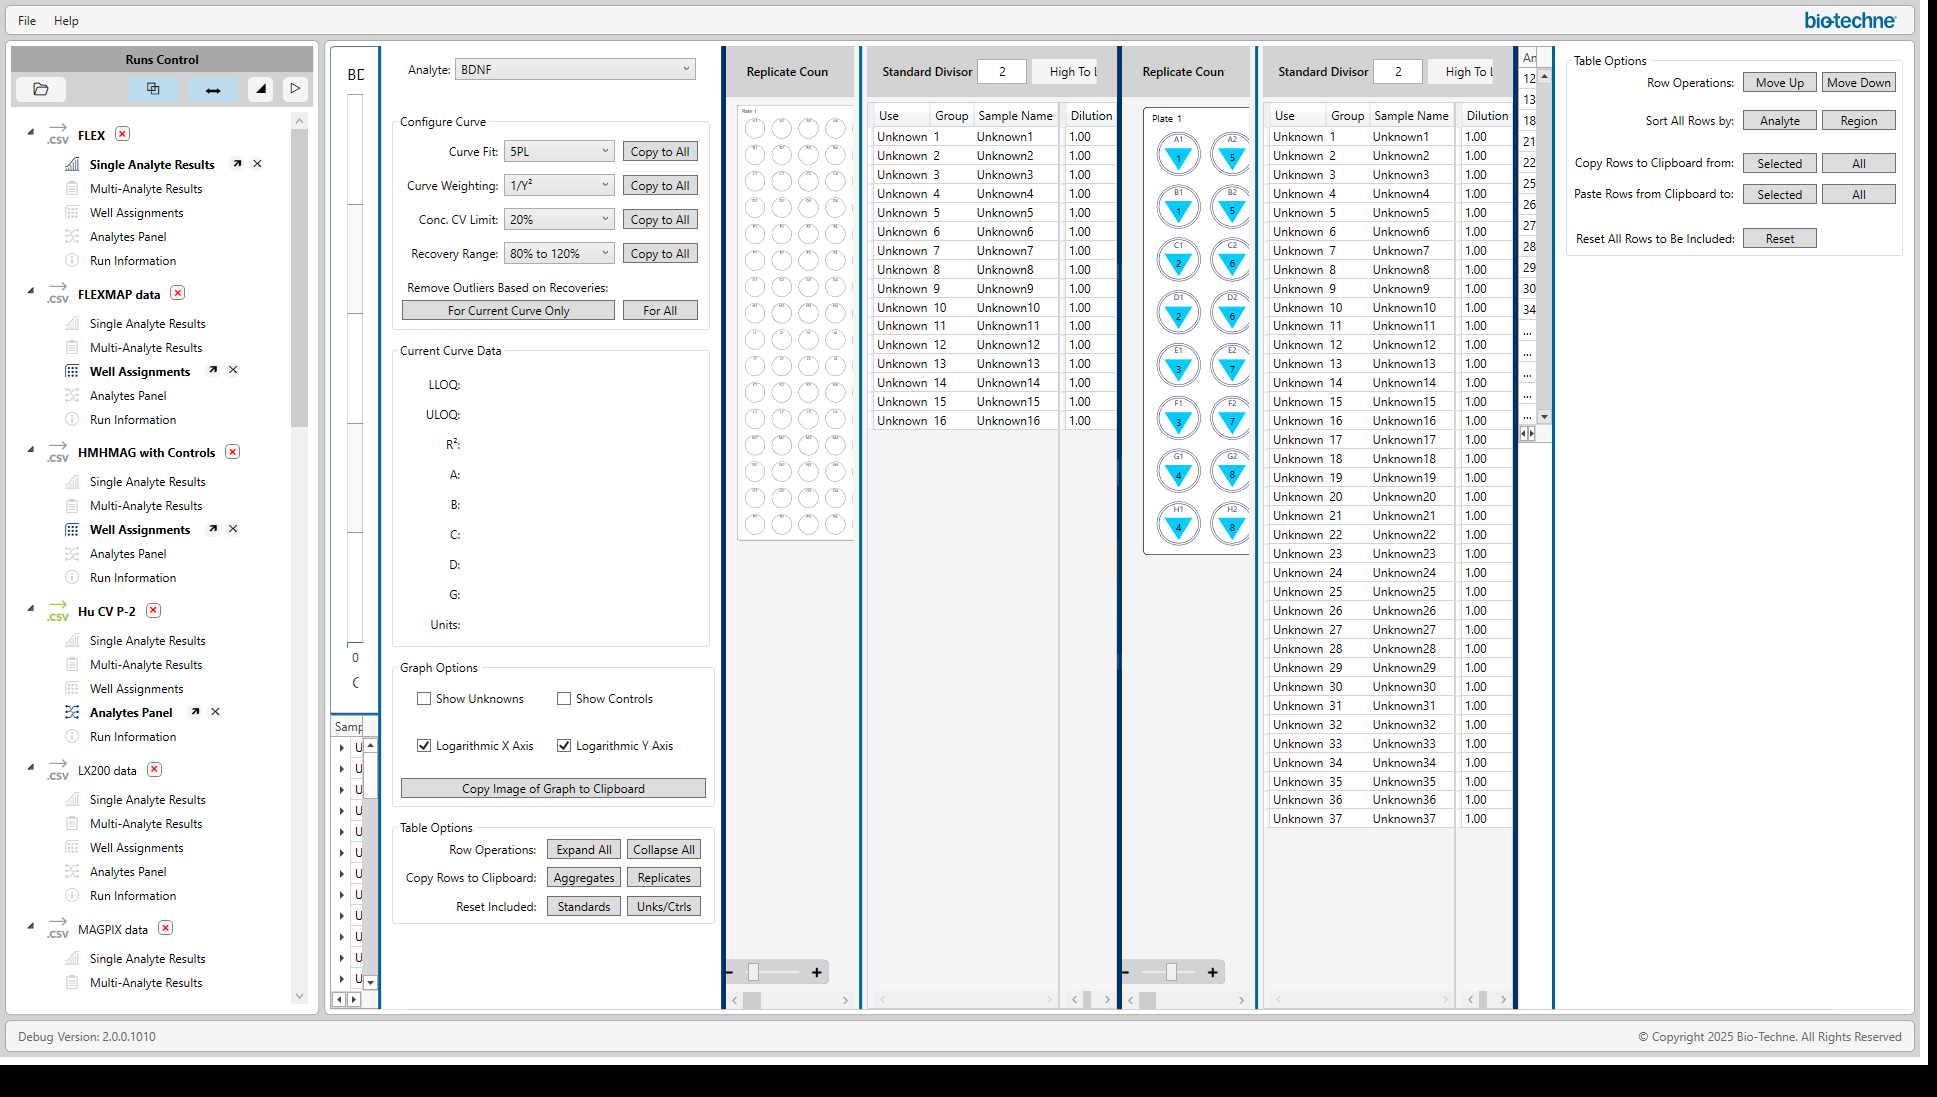 File Help
bio-techne
Runs Control
FLEX
Single Analyte Results
Multi-Analyte Results
Well Assignments
Analytes Panel
Run Information
FLEXMAP data
Single Analyte Results
Multi-Analyte Results
Well Assignments
Analytes Panel
Run Information
HMHMAG with Controls
Single Analyte Results
Multi-Analyte Results
Well Assignments
Analytes Panel
Run Information
Hu CV P-2
Single Analyte Results
Multi-Analyte Results
Well Assignments
Analytes Panel
Run Information
LX200 data
Single Analyte Results
Multi-Analyte Results
Well Assignments
Analytes Panel
Run Information
MAGPIX data
Single Analyte Results
Multi-Analyte Results
0
Samp
Analyte: BDNF
Configure Curve
Curve Fit: 5PL Copy to All
Curve Weighting: 1/Y² Copy to All
Conc. CV Limit: 20% Copy to All
Recovery Range: 80% to 120% Copy to All
Remove Outliers Based on Recoveries:
For Current Curve Only For All
Current Curve Data
LLOQ:
ULOQ:
R²:
A:
B:
C:
D:
G:
Units:
Graph Options
Show Unknowns Show Controls
Logarithmic X Axis Logarithmic Y Axis
Copy Image of Graph to Clipboard
Table Options
Row Operations: Expand All Collapse All
Copy Rows to Clipboard: Aggregates Replicates
Reset Included: Standards Unks/Ctrls
Replicate Coun
Plate 1
Standard Divisor 2 High To L
Use Group Sample Name Dilution
Unknown 1 Unknown1 1.00
Unknown 2 Unknown2 1.00
Unknown 3 Unknown3 1.00
Unknown 4 Unknown4 1.00
Unknown 5 Unknown5 1.00
Unknown 6 Unknown6 1.00
Unknown 7 Unknown7 1.00
Unknown 8 Unknown8 1.00
Unknown 9 Unknown9 1.00
Unknown 10 Unknown10 1.00
Unknown 11 Unknown11 1.00
Unknown 12 Unknown12 1.00
Unknown 13 Unknown13 1.00
Unknown 14 Unknown14 1.00
Unknown 15 Unknown15 1.00
Unknown 16 Unknown16 1.00
Replicate Coun
Plate 1
A1 A2
1 5
B1 B2
1 5
C1 C2
2 6
D1 D2
2 6
E1 E2
3 7
F1 F2
3 7
G1 G2
4 8
H1 H2
4 8
Standard Divisor 2 High To L
Use Group Sample Name Dilution
Unknown 1 Unknown1 1.00
Unknown 2 Unknown2 1.00
Unknown 3 Unknown3 1.00
Unknown 4 Unknown4 1.00
Unknown 5 Unknown5 1.00
Unknown 6 Unknown6 1.00
Unknown 7 Unknown7 1.00
Unknown 8 Unknown8 1.00
Unknown 9 Unknown9 1.00
Unknown 10 Unknown10 1.00
Unknown 11 Unknown11 1.00
Unknown 12 Unknown12 1.00
Unknown 13 Unknown13 1.00
Unknown 14 Unknown14 1.00
Unknown 15 Unknown15 1.00
Unknown 16 Unknown16 1.00
Unknown 17 Unknown17 1.00
Unknown 18 Unknown18 1.00
Unknown 19 Unknown19 1.00
Unknown 20 Unknown20 1.00
Unknown 21 Unknown21 1.00
Unknown 22 Unknown22 1.00
Unknown 23 Unknown23 1.00
Unknown 24 Unknown24 1.00
Unknown 25 Unknown25 1.00
Unknown 26 Unknown26 1.00
Unknown 27 Unknown27 1.00
Unknown 28 Unknown28 1.00
Unknown 29 Unknown29 1.00
Unknown 30 Unknown30 1.00
Unknown 31 Unknown31 1.00
Unknown 32 Unknown32 1.00
Unknown 33 Unknown33 1.00
Unknown 34 Unknown34 1.00
Unknown 35 Unknown35 1.00
Unknown 36 Unknown36 1.00
Unknown 37 Unknown37 1.00
An
12
13
18
21
22
25
26
27
28
29
30
34
...
...
...
...
...
Table Options
Row Operations: Move Up Move Down
Sort All Rows by: Analyte Region
Copy Rows to Clipboard from: Selected All
Paste Rows from Clipboard to: Selected All
Reset All Rows to Be Included: Reset
Debug Version: 2.0.0.1010
© Copyright 2025 Bio-Techne. All Rights Reserved